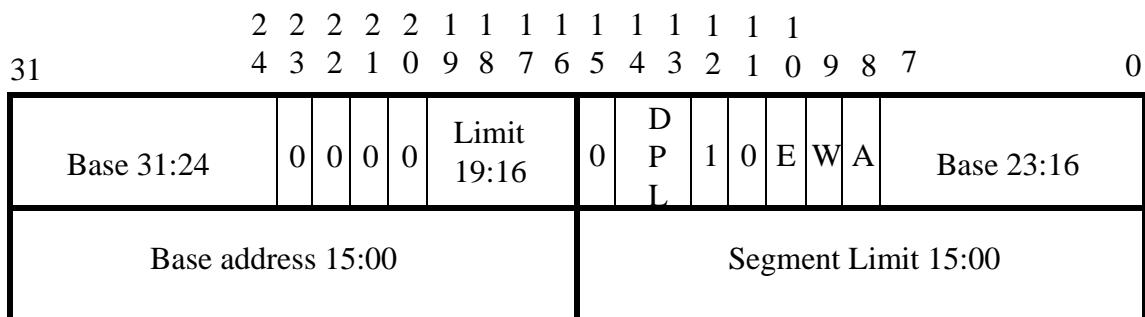 2 2 2 2 2 1 1 1 1 1 1 1 1 1 1
31 4 3 2 1 0 9 8 7 6 5 4 3 2 1 0 9 8 7 0
Base 31:24 0 0 0 0 Limit 19:16 0 DPL 1 0 E W A Base 23:16
Base address 15:00 Segment Limit 15:00